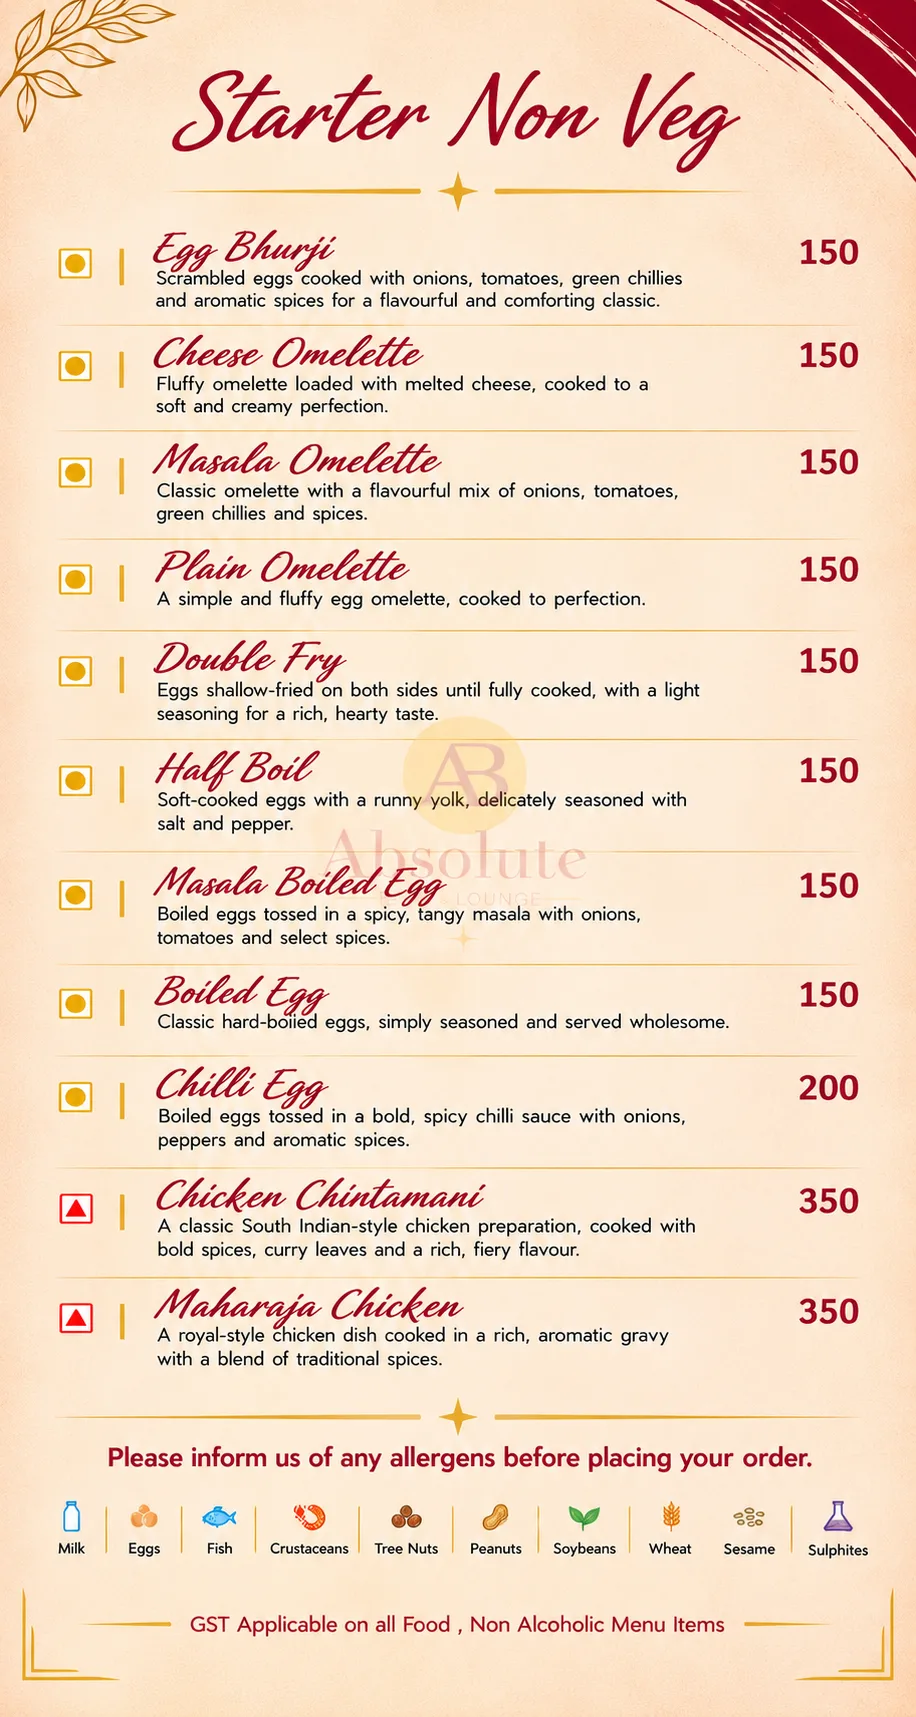 Starter Non Veg
Egg Bhurji 150
Scrambled eggs cooked with onions, tomatoes, green chillies
and aromatic spices for a flavourful and comforting classic.
Cheese Omelette 150
Fluffy omelette loaded with melted cheese, cooked to a
soft and creamy perfection.
Masala Omelette 150
Classic omelette with a flavourful mix of onions, tomatoes,
green chillies and spices.
Plain Omelette 150
A simple and fluffy egg omelette, cooked to perfection.
Double Fry 150
Eggs shallow-fried on both sides until fully cooked, with a light
seasoning for a rich, hearty taste.
Half Boil 150
Soft-cooked eggs with a runny yolk, delicately seasoned with
salt and pepper.
AB
Absolute
& LOUNGE
Masala Boiled Egg 150
Boiled eggs tossed in a spicy, tangy masala with onions,
tomatoes and select spices.
Boiled Egg 150
Classic hard-boiled eggs, simply seasoned and served wholesome.
Chilli Egg 200
Boiled eggs tossed in a bold, spicy chilli sauce with onions,
peppers and aromatic spices.
Chicken Chintamani 350
A classic South Indian-style chicken preparation, cooked with
bold spices, curry leaves and a rich, fiery flavour.
Maharaja Chicken 350
A royal-style chicken dish cooked in a rich, aromatic gravy
with a blend of traditional spices.
Please inform us of any allergens before placing your order.
Milk Eggs Fish Crustaceans Tree Nuts Peanuts Soybeans Wheat Sesame Sulphites
GST Applicable on all Food , Non Alcoholic Menu Items